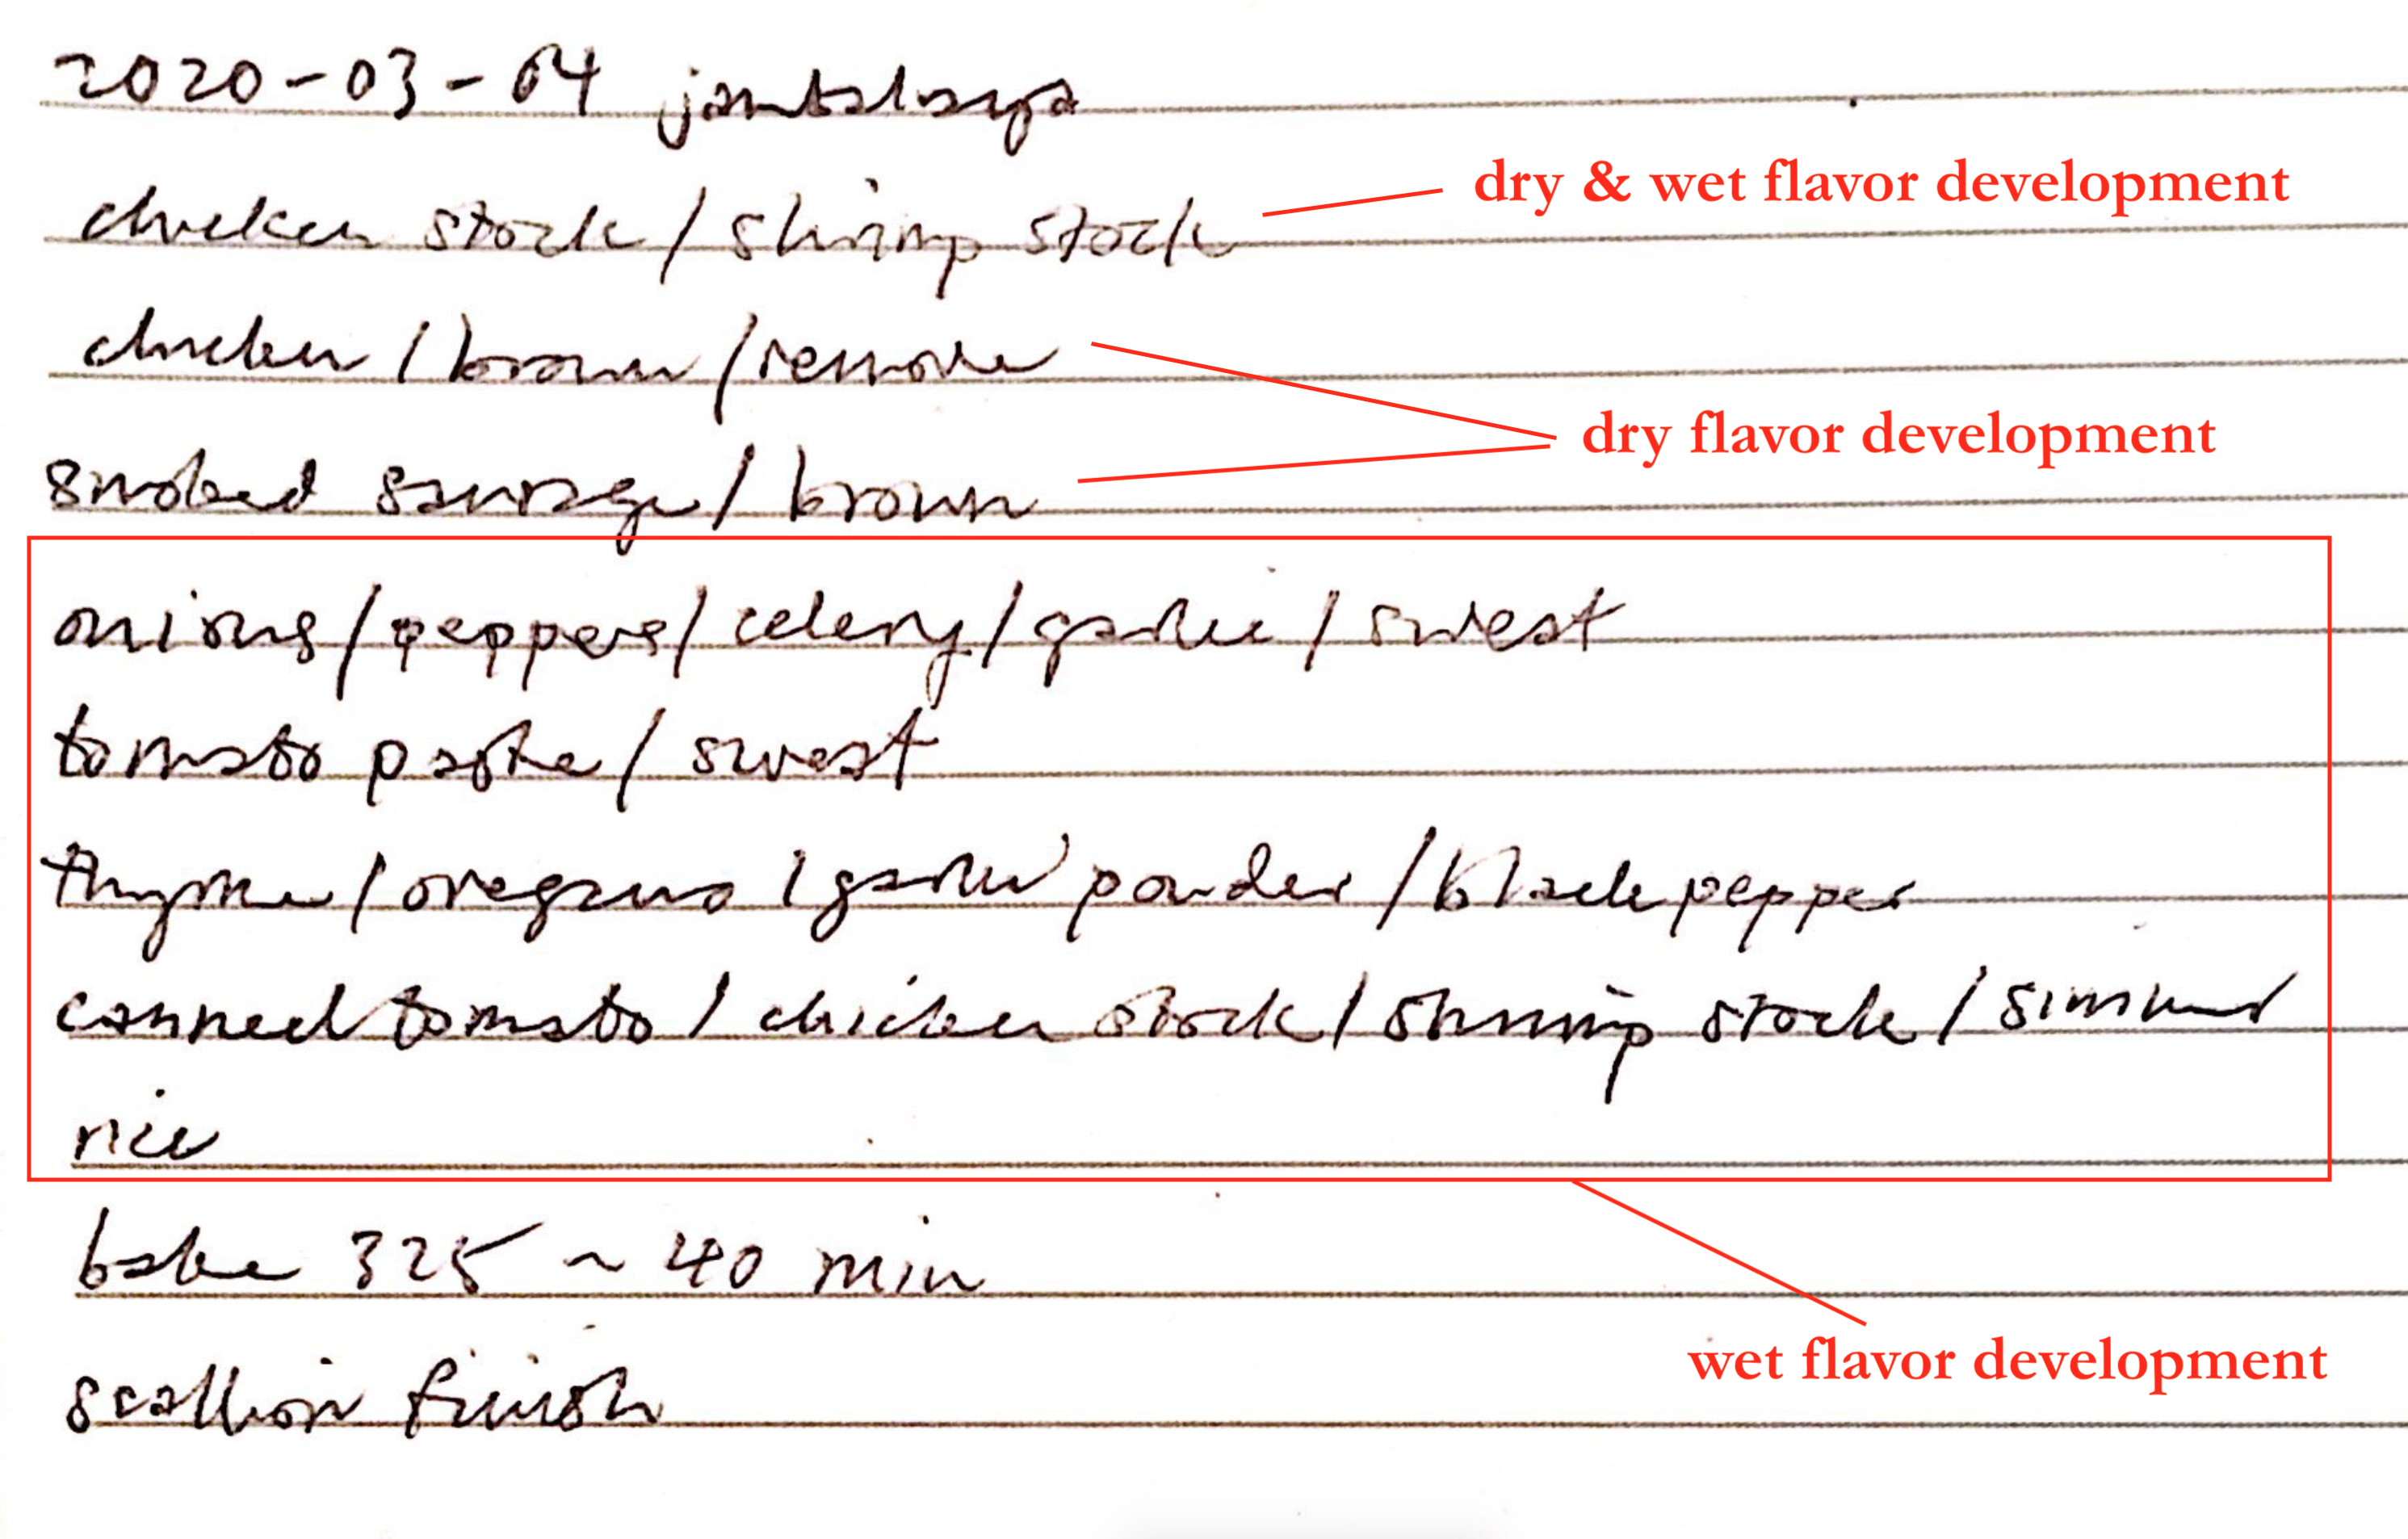 2020-03-04 jambalaya
chicken stock / shrimp stock
dry & wet flavor development
chicken / brown / remove
dry flavor development
smoked sausage / brown
onions / peppers / celery / garlic / sweat
tomato paste / sweat
thyme / oregano / garlic powder / black pepper
canned tomato / chicken stock / shrimp stock / simmer
rice
bake 325 ~ 40 min
wet flavor development
scallion finish